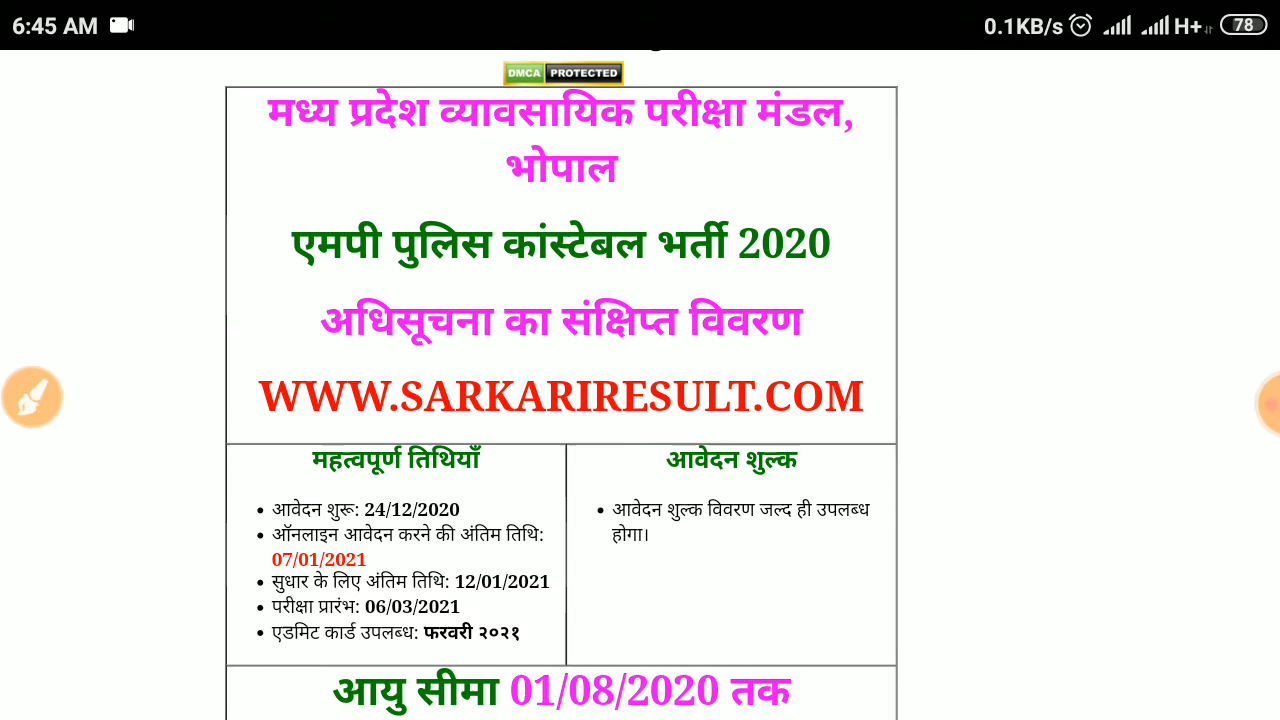 6:45 AM
0.1KB/s H+ 78
DMCA PROTECTED
मध्य प्रदेश व्यावसायिक परीक्षा मंडल,
भोपाल
एमपी पुलिस कांस्टेबल भर्ती 2020
अधिसूचना का संक्षिप्त विवरण
WWW.SARKARIRESULT.COM
महत्वपूर्ण तिथियाँ
• आवेदन शुरू: 24/12/2020
• ऑनलाइन आवेदन करने की अंतिम तिथि:
07/01/2021
• सुधार के लिए अंतिम तिथि: 12/01/2021
• परीक्षा प्रारंभ: 06/03/2021
• एडमिट कार्ड उपलब्ध: फरवरी २०२१
आवेदन शुल्क
• आवेदन शुल्क विवरण जल्द ही उपलब्ध
होगा।
आयु सीमा 01/08/2020 तक